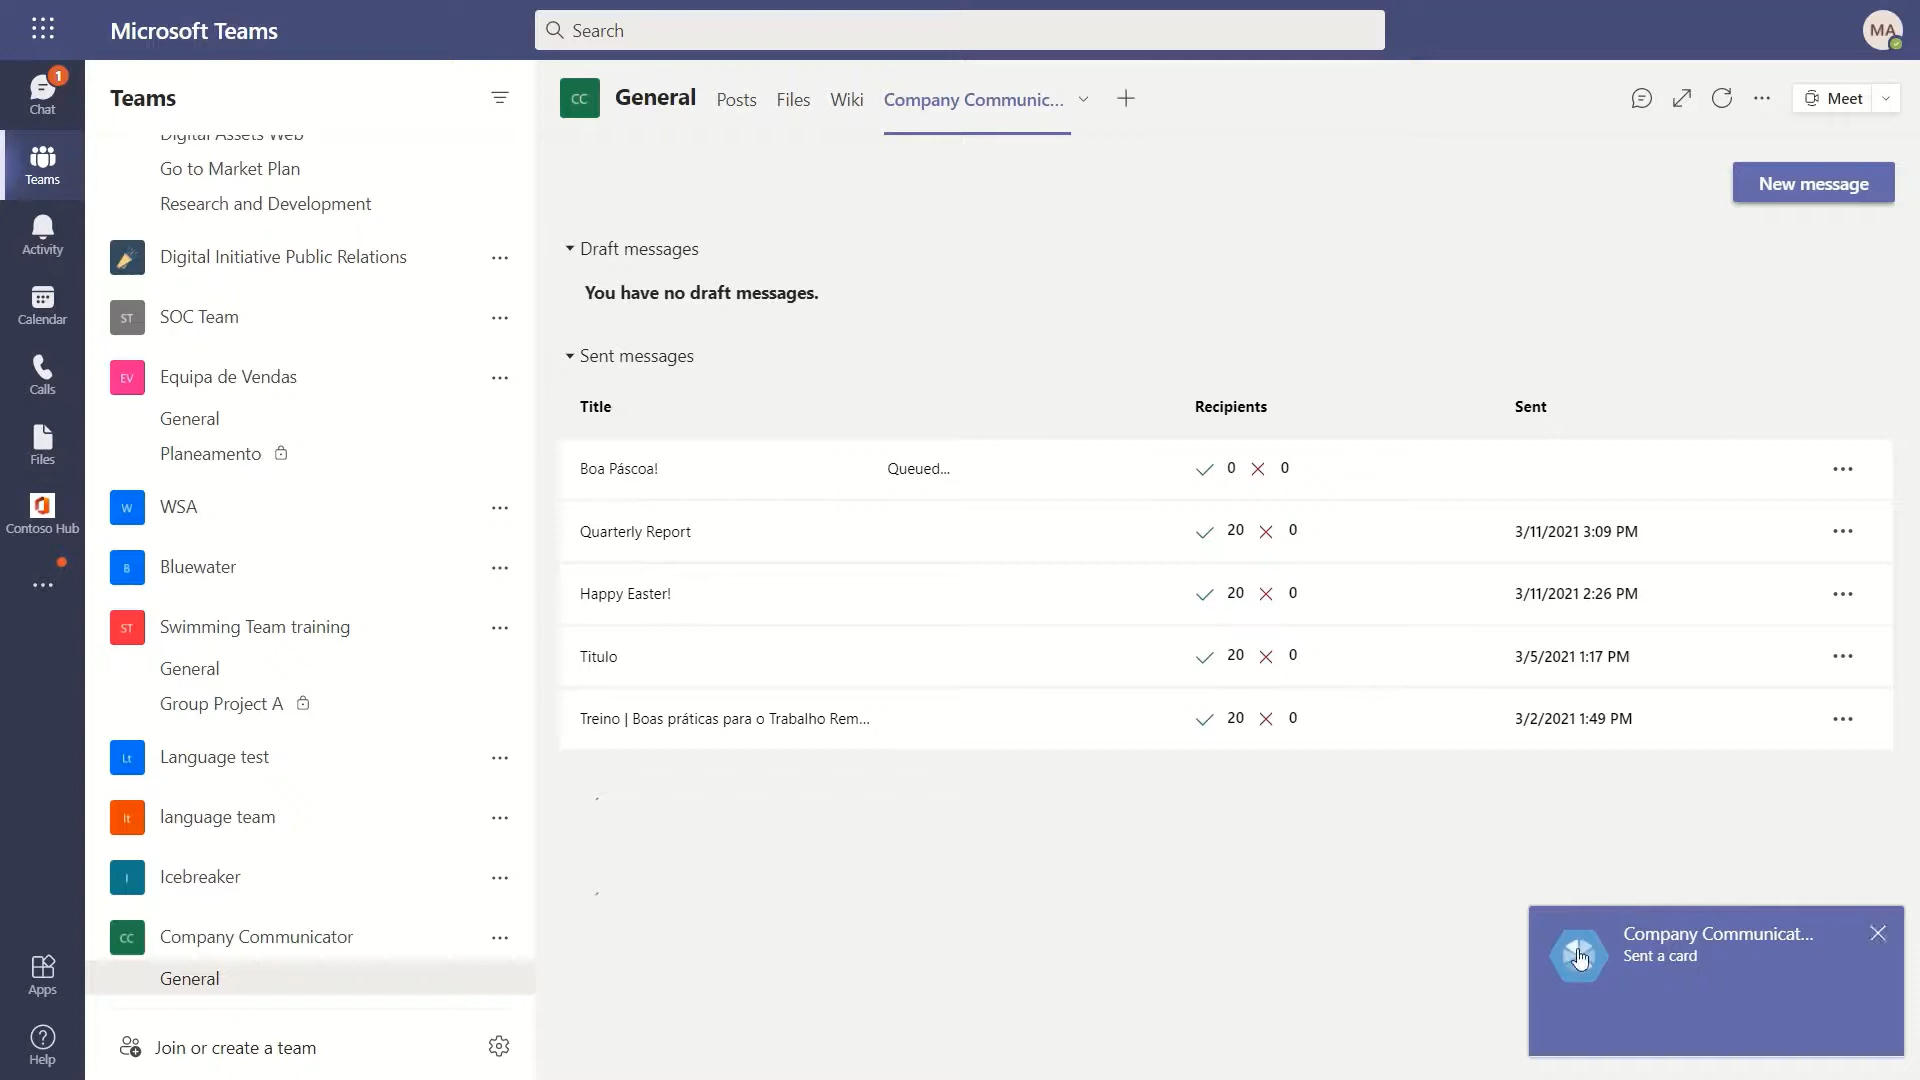 Microsoft Teams
Search
MA
1
Chat
Teams
Activity
Calendar
Calls
Files
Contoso Hub
Apps
Help
Teams
Digital Assets Web
Go to Market Plan
Research and Development
Digital Initiative Public Relations
ST
SOC Team
EV
Equipa de Vendas
General
Planeamento
W
WSA
B
Bluewater
ST
Swimming Team training
General
Group Project A
Lt
Language test
lt
language team
I
Icebreaker
CC
Company Communicator
General
Join or create a team
CC
General
Posts
Files
Wiki
Company Communic...
Meet
New message
Draft messages
You have no draft messages.
Sent messages
Title Recipients Sent
Boa Páscoa! Queued... 0 0
Quarterly Report 20 0 3/11/2021 3:09 PM
Happy Easter! 20 0 3/11/2021 2:26 PM
Titulo 20 0 3/5/2021 1:17 PM
Treino | Boas práticas para o Trabalho Rem... 20 0 3/2/2021 1:49 PM
Company Communicat...
Sent a card